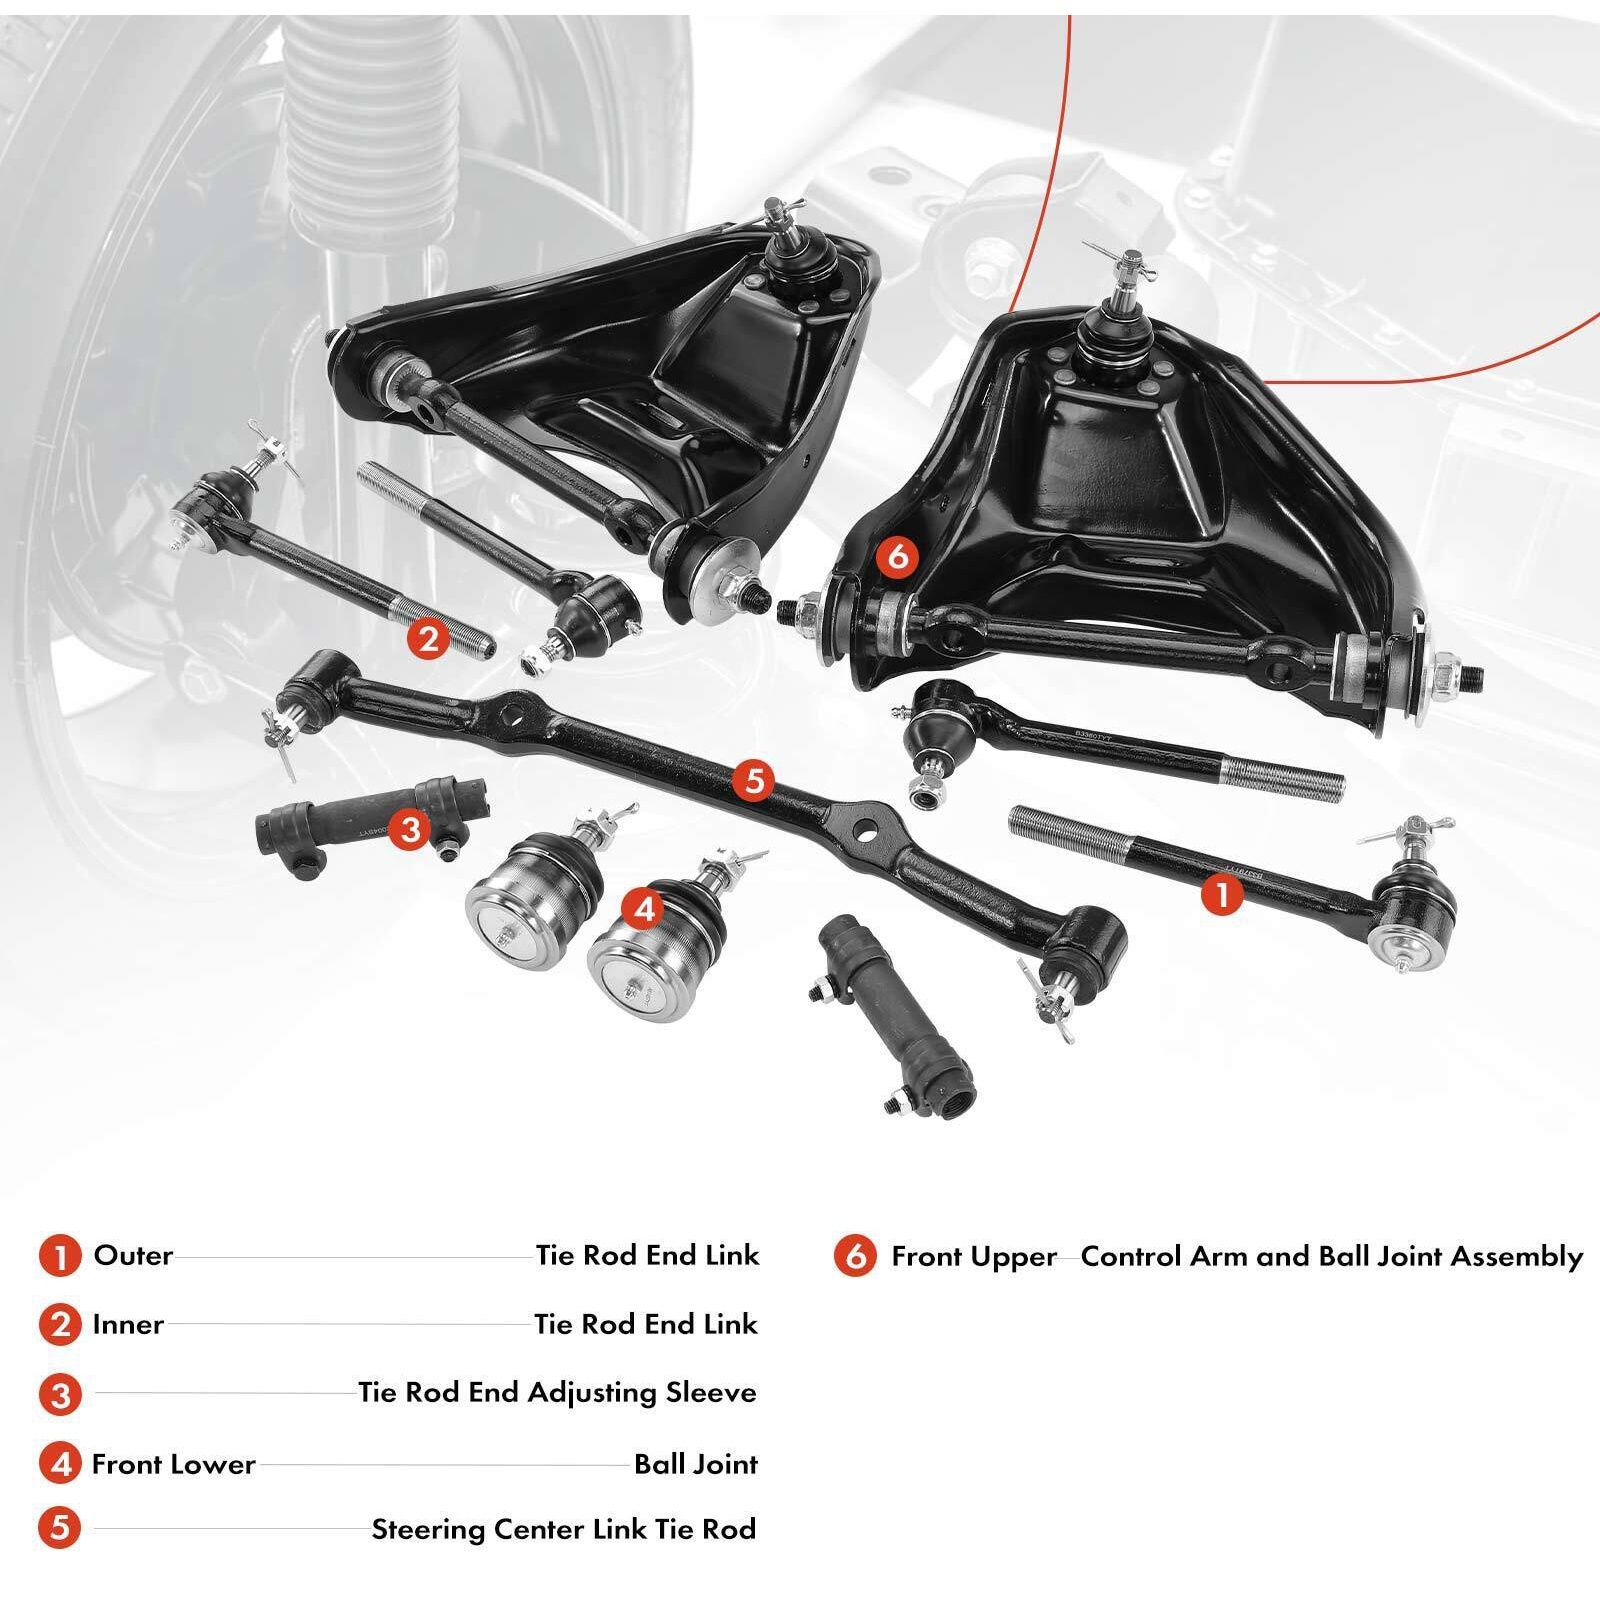 6
2
B3360TYT
5
3
4
1
1 Outer Tie Rod End Link
2 Inner Tie Rod End Link
3 Tie Rod End Adjusting Sleeve
4 Front Lower Ball Joint
5 Steering Center Link Tie Rod
6 Front Upper Control Arm and Ball Joint Assembly